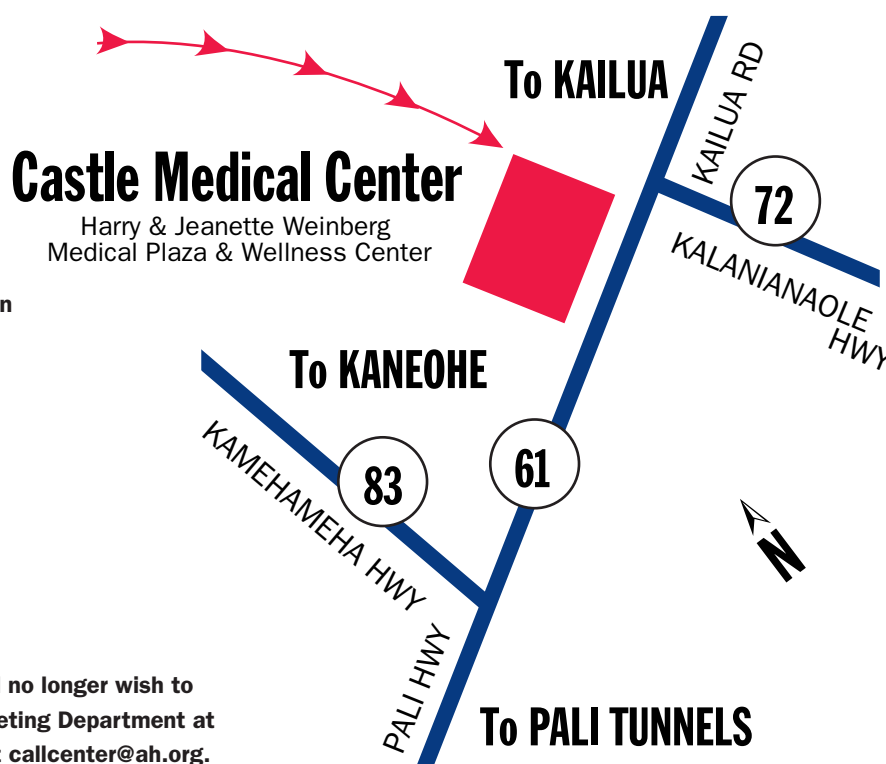 To KAILUA
KAILUA RD
Castle Medical Center
72
Harry & Jeanette Weinberg
Medical Plaza & Wellness Center
KALANIANAOLE
HWY
n
To KANEOHE
KAMEHAMEHA HWY
83
61
N
PALI HWY
no longer wish to
eting Department at
callcenter@ah.org.
To PALI TUNNELS